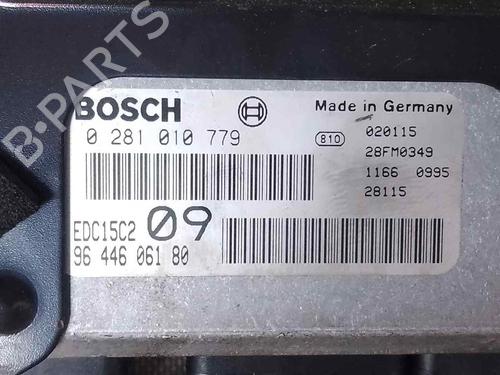 B-PARTS
BOSCH
Made in Germany
0 281 010 779
810
020115
28FM0349
1166 0995
28115
EDC15C2 09
96 446 061 80